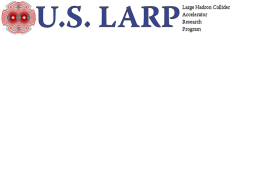 U.S. LARP
Large Hadron Collider
Accelerator
Research
Program